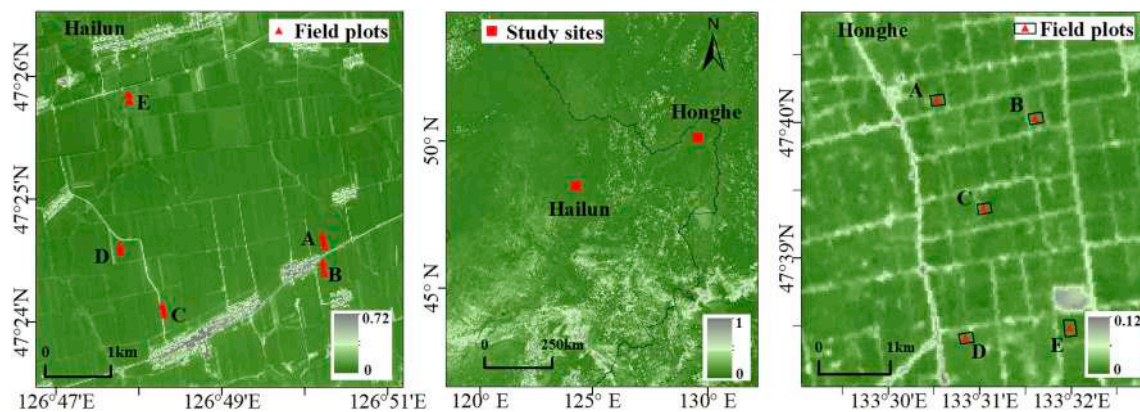 Hailun
Field plots
E
D
C
A
B
0.72
0
0
1km
47°26'N
47°25'N
47°24'N
126°47'E
126°49'E
126°51'E
Study sites
N
Honghe
Hailun
1
0
0
250km
50° N
45° N
120°E
125°E
130°E
Honghe
Field plots
A
B
C
D
E
0.12
0
0
1km
47°40'N
47°39'N
133°30'E
133°31'E
133°32'E